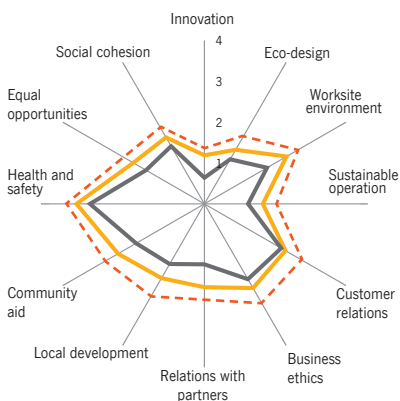 Innovation
4
Social cohesion
Eco-design
3
Equal
opportunities
Worksite
environment
2
1
Health and
safety
Sustainable
operation
Community
aid
Customer
relations
Local development
Business
ethics
Relations with
partners